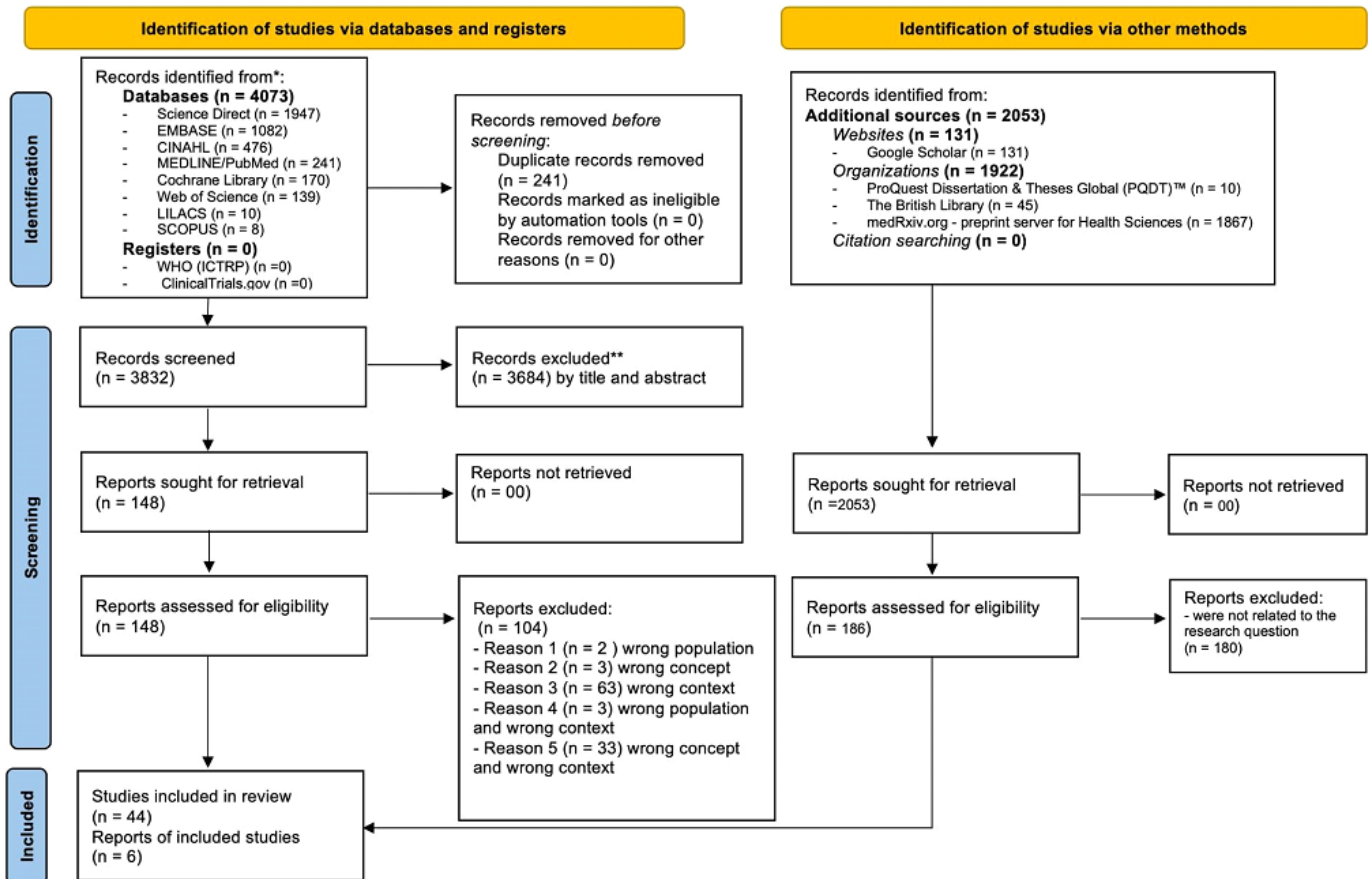 Identification of studies via databases and registers
Identification of studies via other methods
Identification
Records identified from*:
Databases (n = 4073)
- Science Direct (n = 1947)
- EMBASE (n = 1082)
- CINAHL (n = 476)
- MEDLINE/PubMed (n = 241)
- Cochrane Library (n = 170)
- Web of Science (n = 139)
- LILACS (n = 10)
- SCOPUS (n = 8)
Registers (n = 0)
- WHO (ICTRP) (n =0)
- ClinicalTrials.gov (n =0)
Records removed before
screening:
Duplicate records removed
(n = 241)
Records marked as ineligible
by automation tools (n = 0)
Records removed for other
reasons (n = 0)
Records identified from:
Additional sources (n = 2053)
Websites (n = 131)
- Google Scholar (n = 131)
Organizations (n = 1922)
- ProQuest Dissertation & Theses Global (PQDT)™ (n = 10)
- The British Library (n = 45)
- medRxiv.org - preprint server for Health Sciences (n = 1867)
Citation searching (n = 0)
Screening
Records screened
(n = 3832)
Records excluded**
(n = 3684) by title and abstract
Reports sought for retrieval
(n = 148)
Reports not retrieved
(n = 00)
Reports sought for retrieval
(n =2053)
Reports not retrieved
(n = 00)
Reports assessed for eligibility
(n = 148)
Reports excluded:
(n = 104)
- Reason 1 (n = 2 ) wrong population
- Reason 2 (n = 3) wrong concept
- Reason 3 (n = 63) wrong context
- Reason 4 (n = 3) wrong population
and wrong context
- Reason 5 (n = 33) wrong concept
and wrong context
Reports assessed for eligibility
(n = 186)
Reports excluded:
- were not related to the
research question
(n = 180)
Included
Studies included in review
(n = 44)
Reports of included studies
(n = 6)